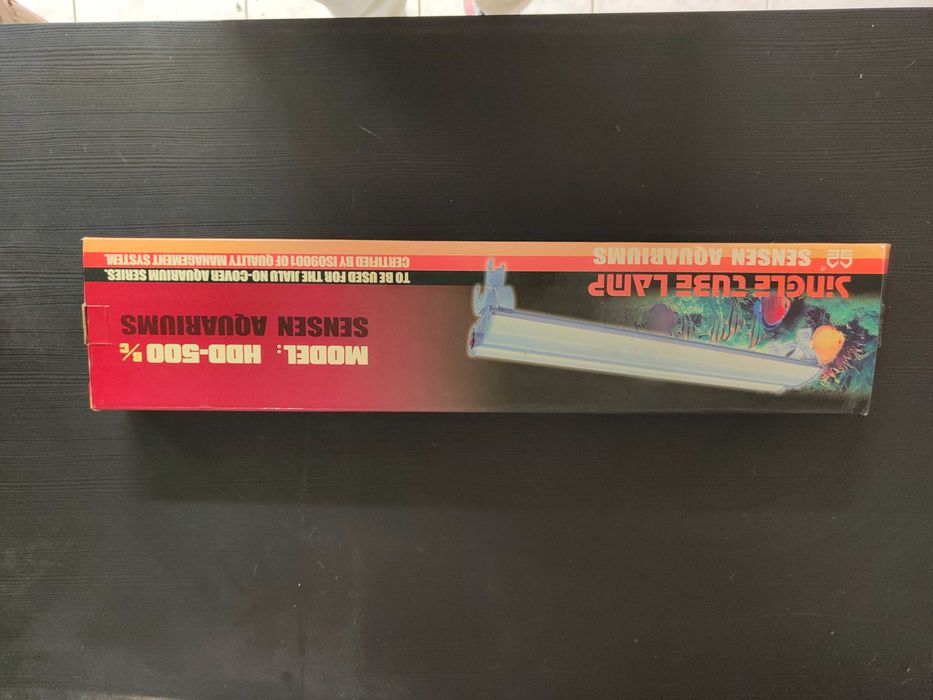 SENSEN AQUARIUMS
SINGLE TUBE LAMP
CERTIFIED BY ISO9001 OF QUALITY MANAGEMENT SYSTEM.
TO BE USED FOR THE JIALU NO-COVER AQUARIUM SERIES.
SENSEN AQUARIUMS
MODEL: HDD-500 B/C